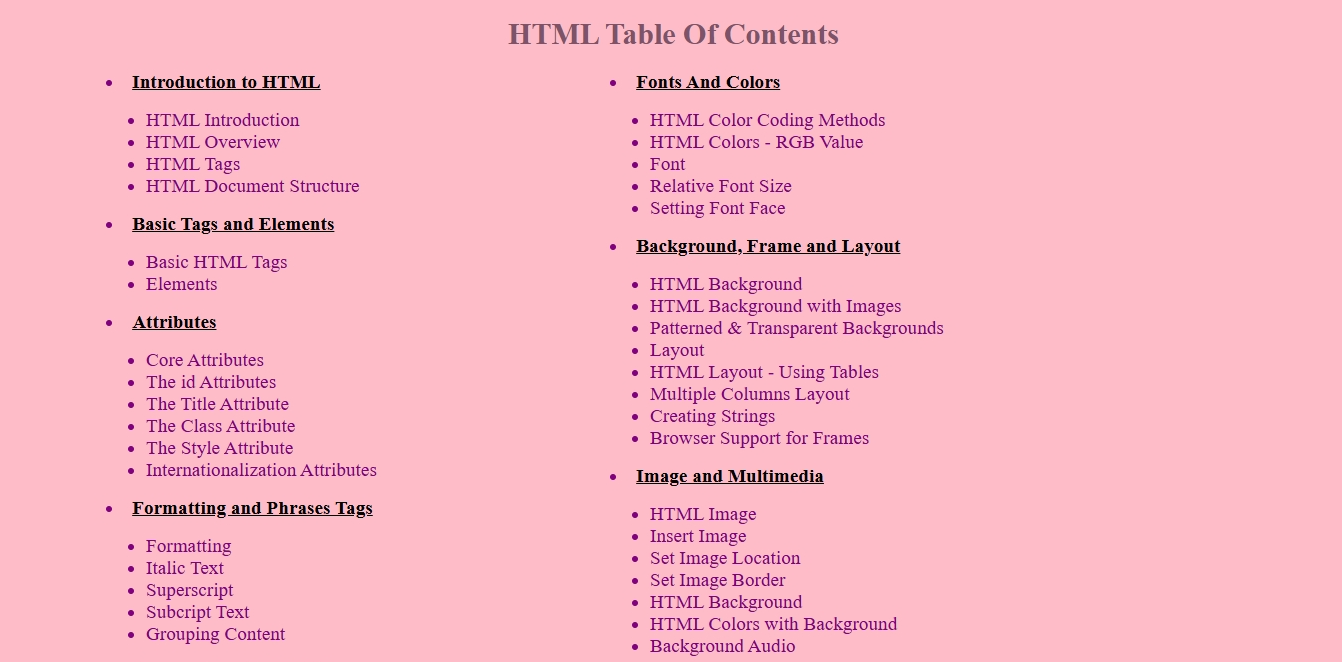 HTML Table Of Contents
Introduction to HTML
HTML Introduction
HTML Overview
HTML Tags
HTML Document Structure
Basic Tags and Elements
Basic HTML Tags
Elements
Attributes
Core Attributes
The id Attributes
The Title Attribute
The Class Attribute
The Style Attribute
Internationalization Attributes
Formatting and Phrases Tags
Formatting
Italic Text
Superscript
Subcript Text
Grouping Content
Fonts And Colors
HTML Color Coding Methods
HTML Colors - RGB Value
Font
Relative Font Size
Setting Font Face
Background, Frame and Layout
HTML Background
HTML Background with Images
Patterned & Transparent Backgrounds
Layout
HTML Layout - Using Tables
Multiple Columns Layout
Creating Strings
Browser Support for Frames
Image and Multimedia
HTML Image
Insert Image
Set Image Location
Set Image Border
HTML Background
HTML Colors with Background
Background Audio